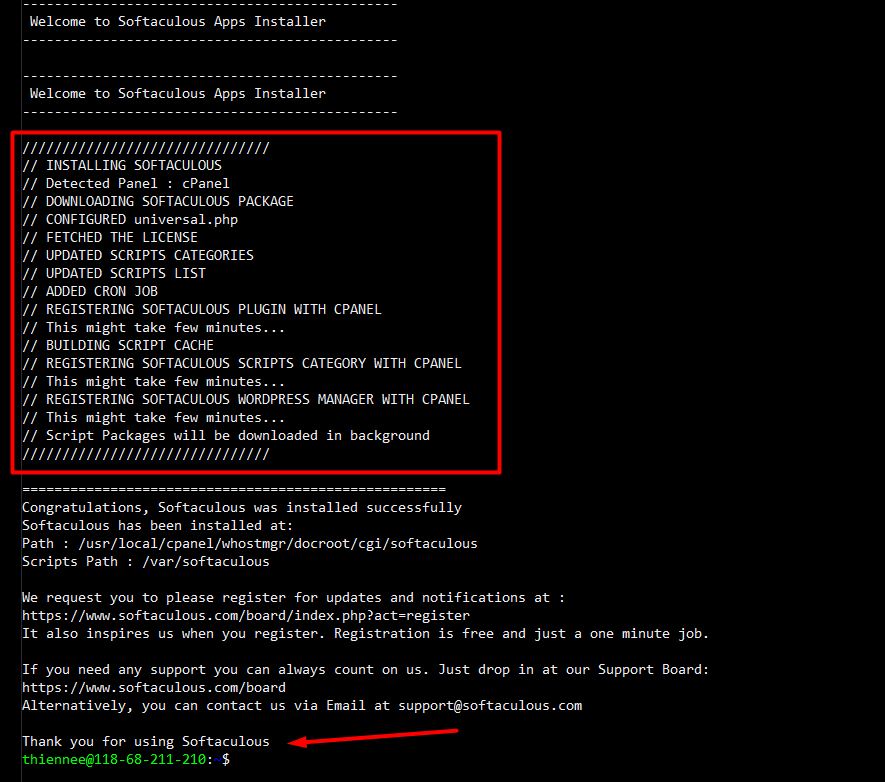 -----------------------------------------------
Welcome to Softaculous Apps Installer
-----------------------------------------------
-----------------------------------------------
Welcome to Softaculous Apps Installer
-----------------------------------------------
///////////////////////////////
// INSTALLING SOFTACULOUS
// Detected Panel : cPanel
// DOWNLOADING SOFTACULOUS PACKAGE
// CONFIGURED universal.php
// FETCHED THE LICENSE
// UPDATED SCRIPTS CATEGORIES
// UPDATED SCRIPTS LIST
// ADDED CRON JOB
// REGISTERING SOFTACULOUS PLUGIN WITH CPANEL
// This might take few minutes...
// BUILDING SCRIPT CACHE
// REGISTERING SOFTACULOUS SCRIPTS CATEGORY WITH CPANEL
// This might take few minutes...
// REGISTERING SOFTACULOUS WORDPRESS MANAGER WITH CPANEL
// This might take few minutes...
// Script Packages will be downloaded in background
///////////////////////////////
=====================================================
Congratulations, Softaculous was installed successfully
Softaculous has been installed at:
Path : /usr/local/cpanel/whostmgr/docroot/cgi/softaculous
Scripts Path : /var/softaculous
We request you to please register for updates and notifications at :
https://www.softaculous.com/board/index.php?act=register
It also inspires us when you register. Registration is free and just a one minute job.
If you need any support you can always count on us. Just drop in at our Support Board:
https://www.softaculous.com/board
Alternatively, you can contact us via Email at support@softaculous.com
Thank you for using Softaculous
thiennee@118-68-211-210:~$